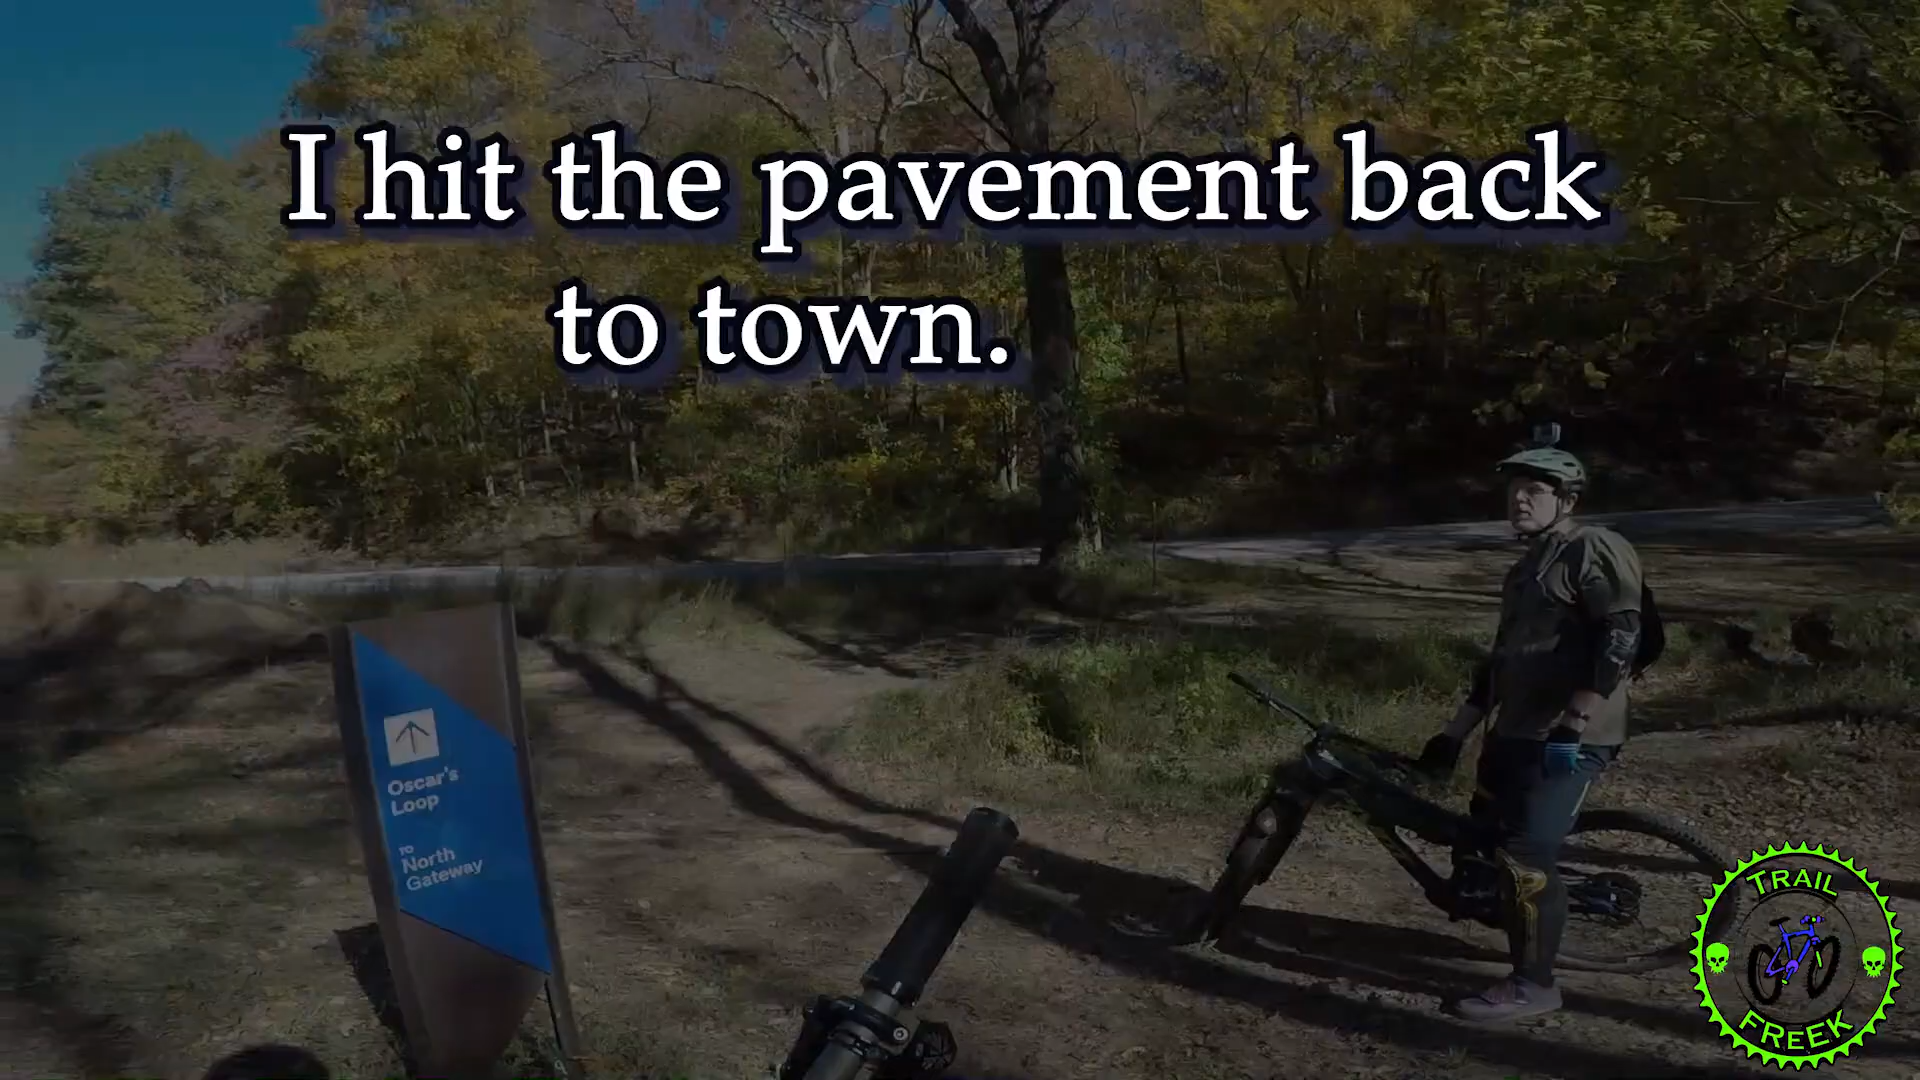 I hit the pavement back
to town.
Oscar's
Loop
TO
North
Gateway
TRAIL
FREEK